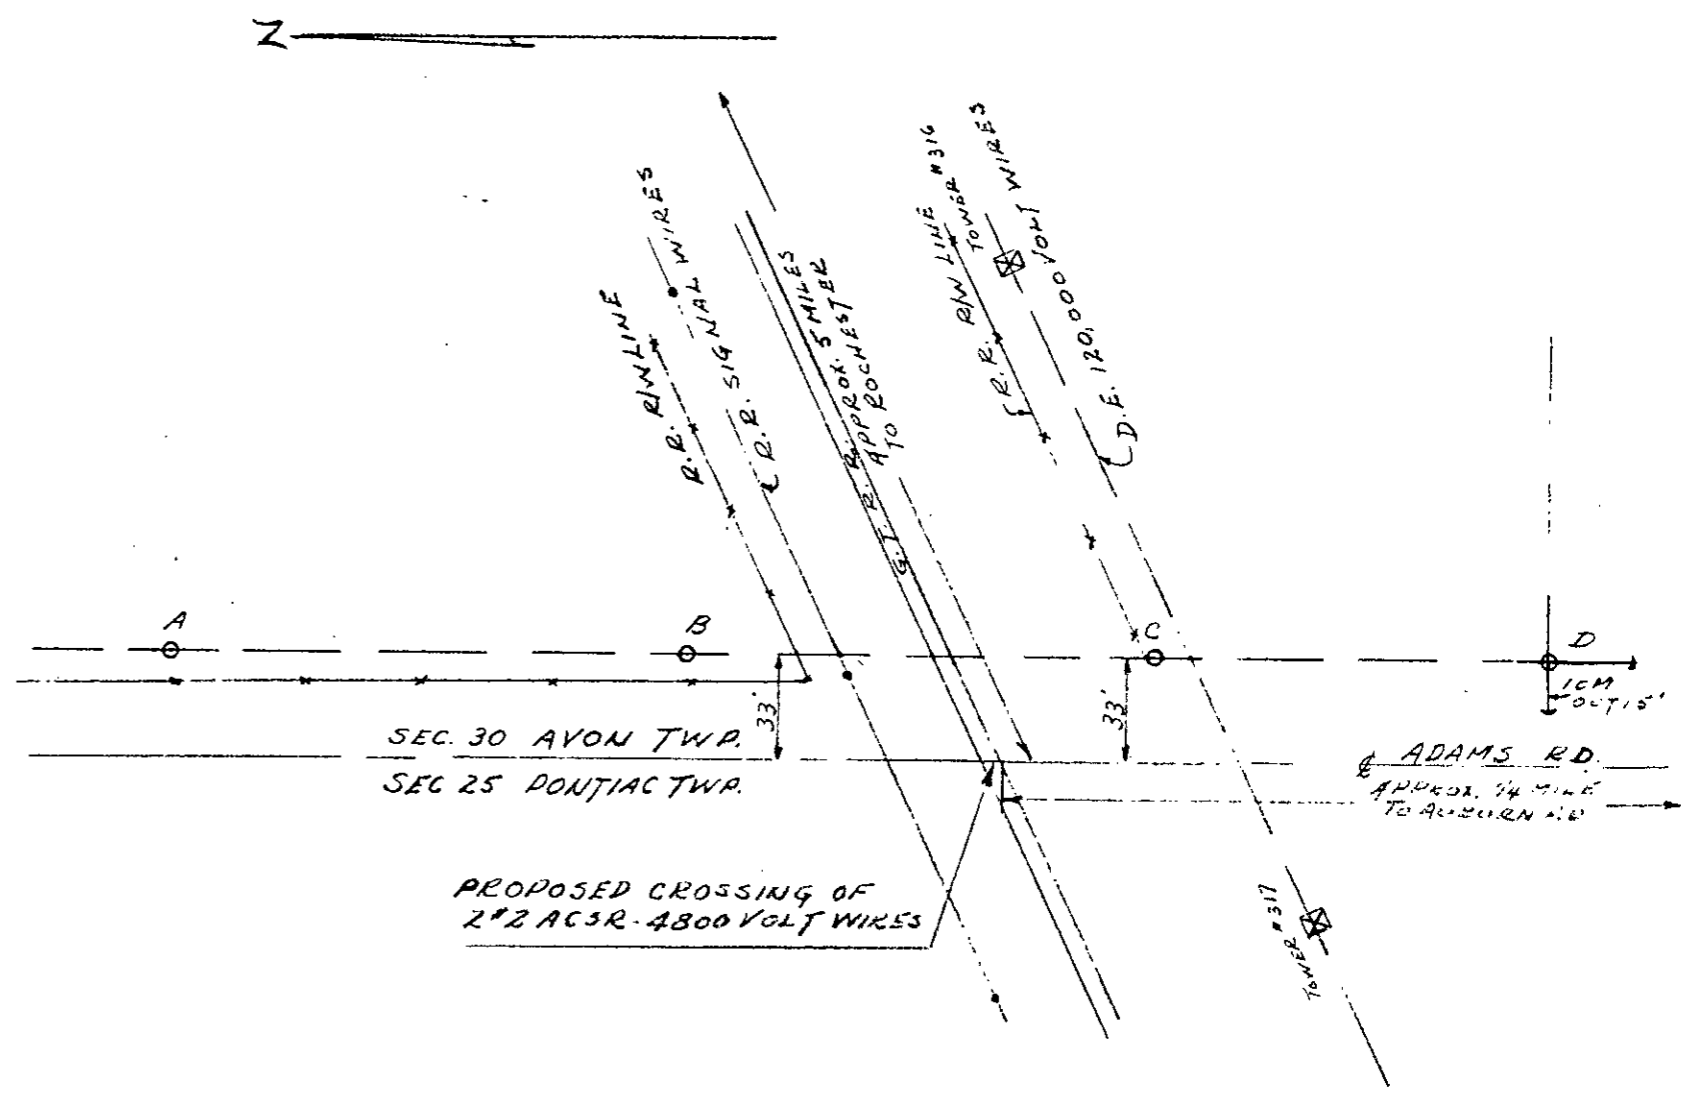 N
R.R. R/W LINE
R.R. SIGNAL WIRES
G.T. R.R. APPROX. 5 MILES
TO ROCHESTER
R.R. R/W LINE
TOWER #316
D.E. 120,000 VOLT WIRES
A
B
C
D
33'
33'
SEC. 30 AVON TWP.
SEC 25 PONTIAC TWP.
℄ ADAMS RD.
APPROX. 1/4 MILE
TO AUBURN RD
PROPOSED CROSSING OF
2#2 ACSR-4800 VOLT WIRES
TOWER #317